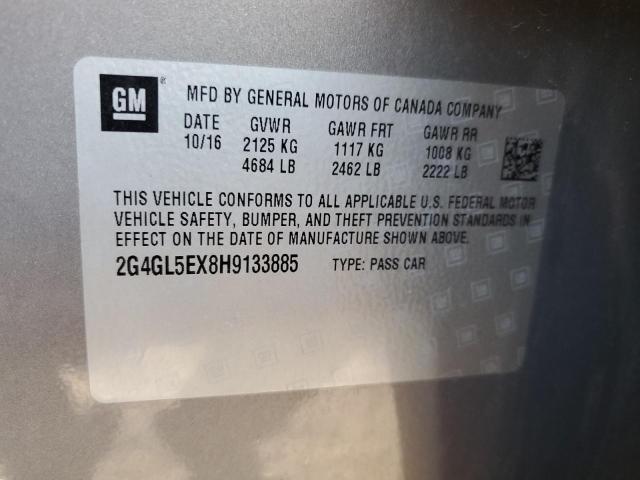 GM ®
MFD BY GENERAL MOTORS OF CANADA COMPANY
DATE GVWR GAWR FRT GAWR RR
10/16 2125 KG 1117 KG 1008 KG
4684 LB 2462 LB 2222 LB
THIS VEHICLE CONFORMS TO ALL APPLICABLE U.S. FEDERAL MOTOR
VEHICLE SAFETY, BUMPER, AND THEFT PREVENTION STANDARDS IN
EFFECT ON THE DATE OF MANUFACTURE SHOWN ABOVE.
2G4GL5EX8H9133885 TYPE: PASS CAR